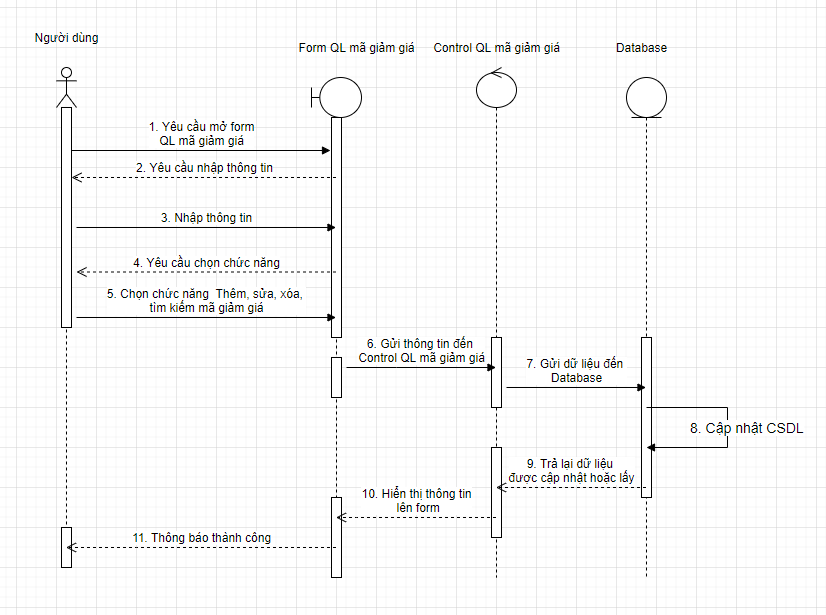 Người dùng
Form QL mã giảm giá
Control QL mã giảm giá
Database
1. Yêu cầu mở form
QL mã giảm giá
2. Yêu cầu nhập thông tin
3. Nhập thông tin
4. Yêu cầu chọn chức năng
5. Chọn chức năng Thêm, sửa, xóa,
tìm kiếm mã giảm giá
6. Gửi thông tin đến
Control QL mã giảm giá
7. Gửi dữ liệu đến
Database
8. Cập nhật CSDL
9. Trả lại dữ liệu
được cập nhật hoặc lấy
10. Hiển thị thông tin
lên form
11. Thông báo thành công